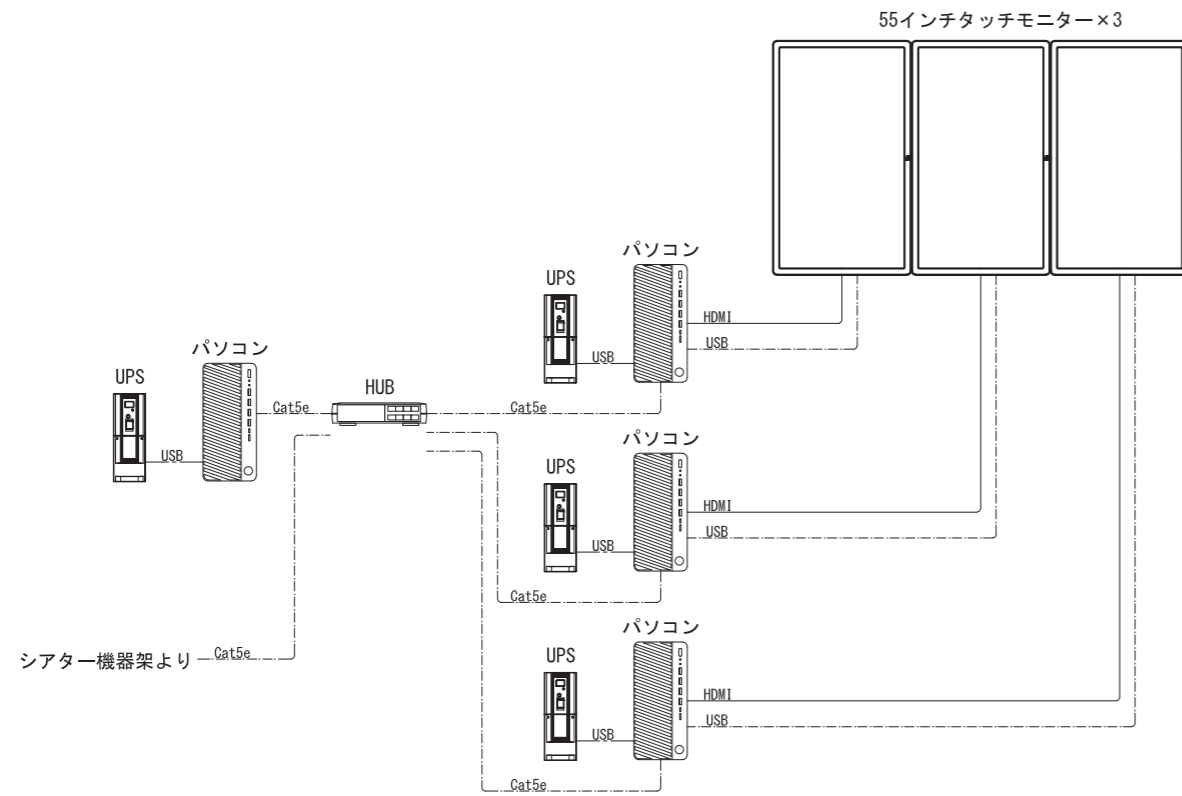 55インチタッチモニター×3
パソコン
UPS
HDMI
USB
USB
パソコン
UPS
HUB
Cat5e
Cat5e
USB
パソコン
UPS
HDMI
USB
USB
Cat5e
シアター機器架より
Cat5e
パソコン
UPS
HDMI
USB
USB
Cat5e